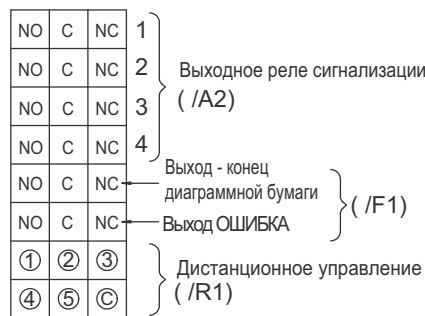 NO C NC 1
NO C NC 2
Выходное реле сигнализации
( /A2)
NO C NC 3
NO C NC 4
NO C NC
Выход - конец
диаграммной бумаги
( /F1)
NO C NC
Выход ОШИБКА
① ② ③
Дистанционное управление
④ ⑤ Ⓒ
( /R1)